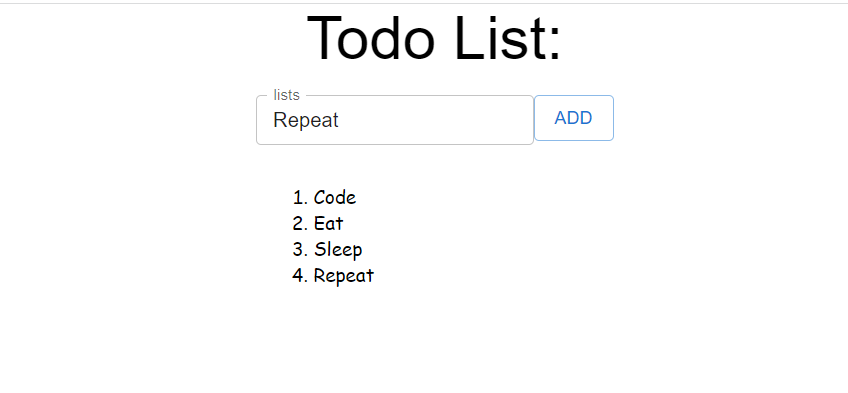 Todo List:
lists
Repeat ADD
1. Code
2. Eat
3. Sleep
4. Repeat